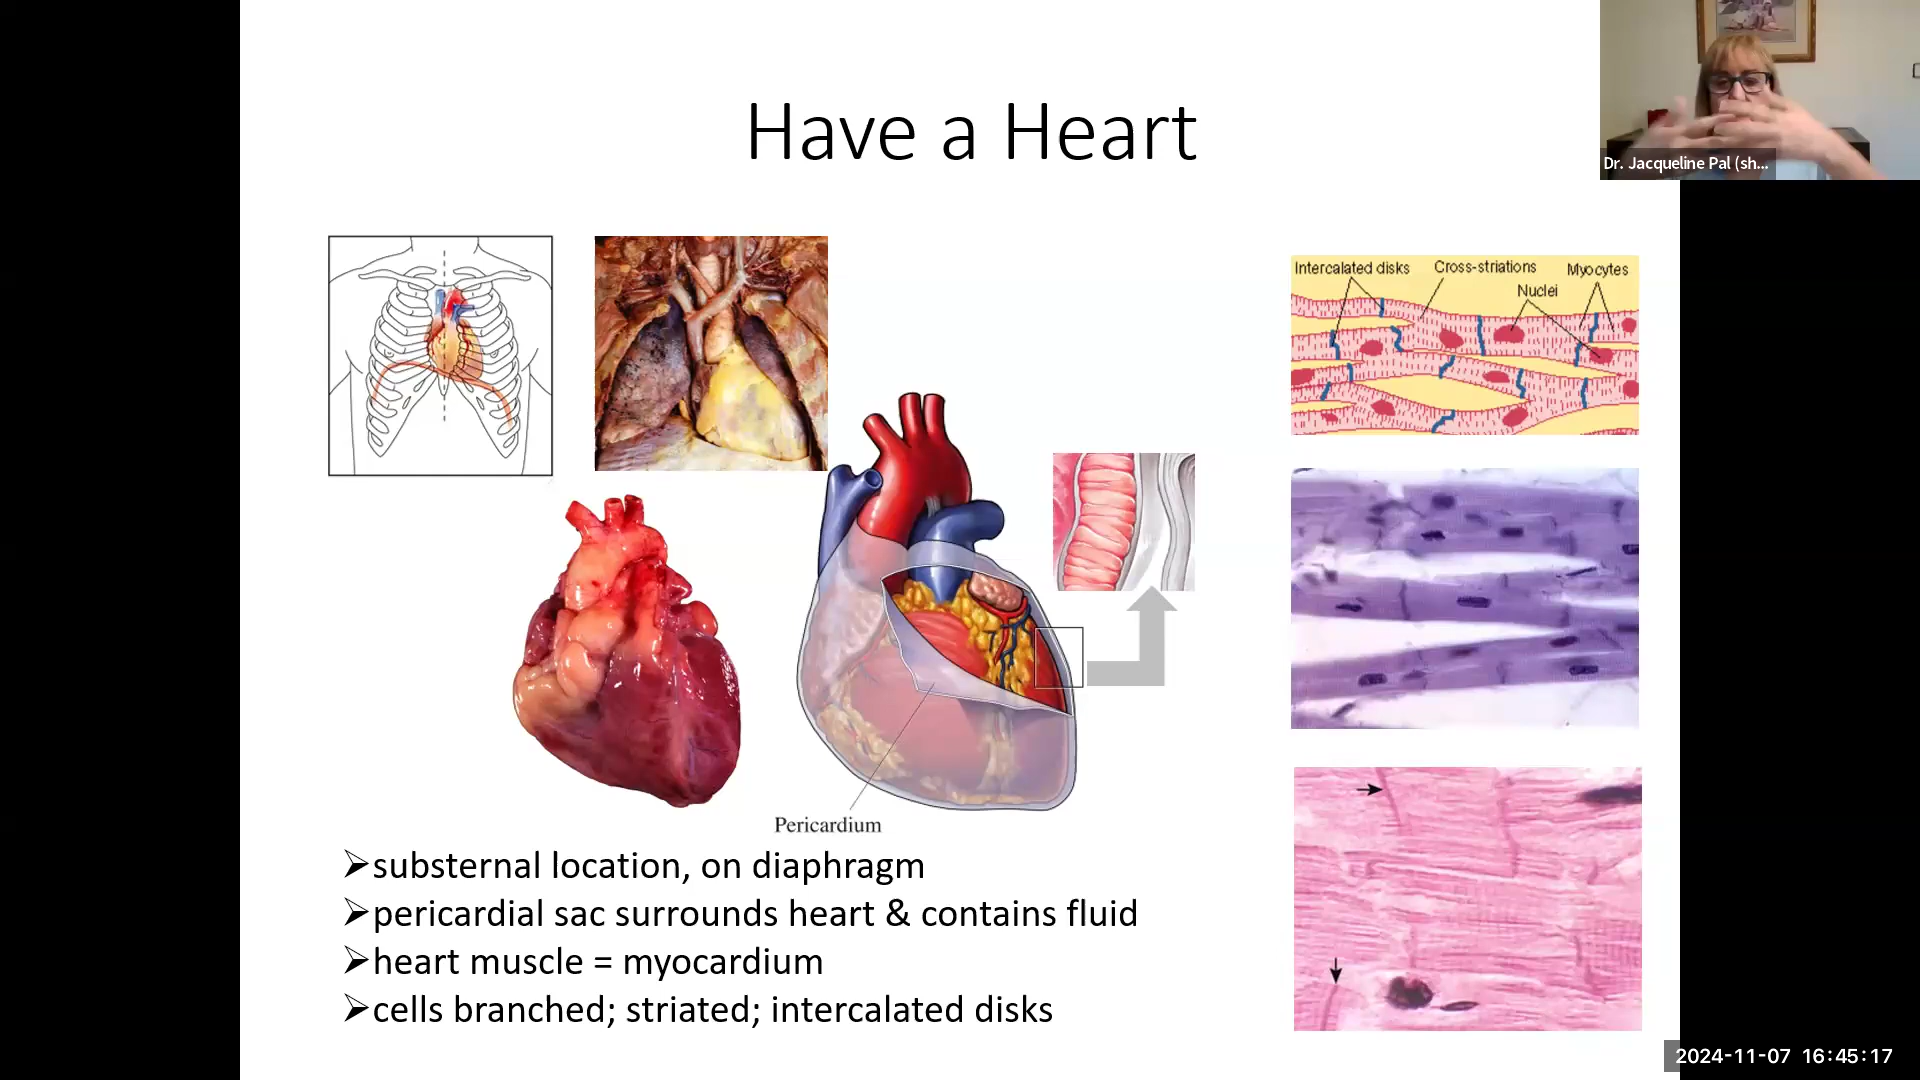 Have a Heart
Dr. Jacqueline Pal (sh...
Intercalated disks Cross-striations Myocytes
Nuclei
Pericardium
➢substernal location, on diaphragm
➢pericardial sac surrounds heart & contains fluid
➢heart muscle = myocardium
➢cells branched; striated; intercalated disks
2024-11-07 16:45:17